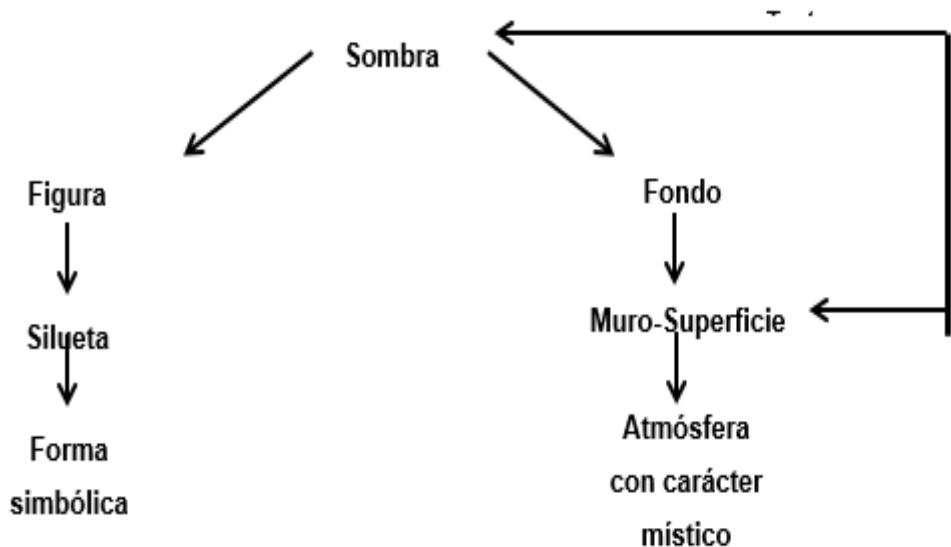 Sombra
Figura
Fondo
Silueta
Muro-Superficie
Forma
simbólica
Atmósfera
con carácter
místico